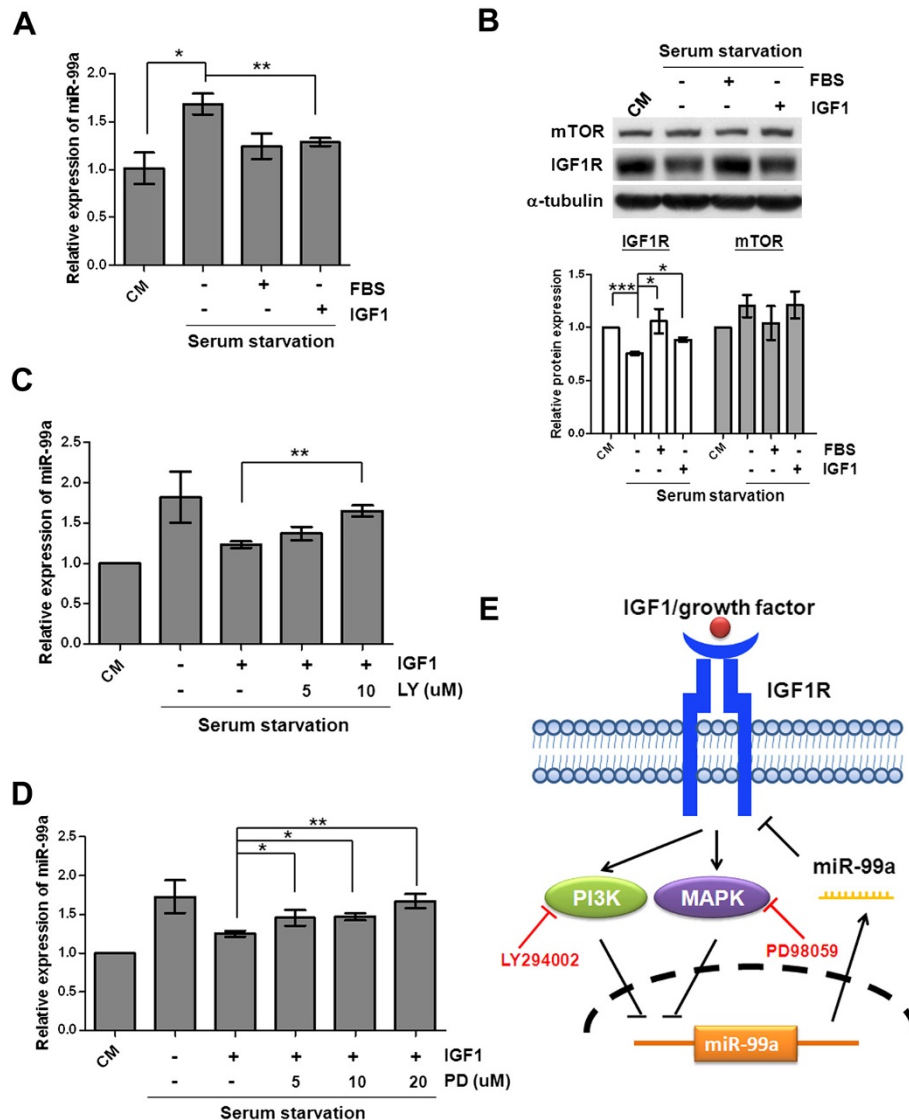 A
Relative expression of miR-99a
2.0
1.5
1.0
0.5
0.0
*
**
CM - - + - FBS
- - + IGF1
Serum starvation
B
Serum starvation
CM - + - FBS
- - + IGF1
mTOR
IGF1R
α-tubulin
IGF1R mTOR
Relative protein expression
1.5
1.0
0.5
0.0
***
*
*
CM - + - CM - + - FBS
- - + - - + IGF1
Serum starvation
C
Relative expression of miR-99a
2.5
2.0
1.5
1.0
0.5
0.0
**
CM - + + + IGF1
- - 5 10 LY (uM)
Serum starvation
D
Relative expression of miR-99a
2.5
2.0
1.5
1.0
0.5
0.0
**
*
*
CM - + + + + IGF1
- - 5 10 20 PD (uM)
Serum starvation
E
IGF1/growth factor
IGF1R
miR-99a
PI3K MAPK
LY294002
PD98059
miR-99a